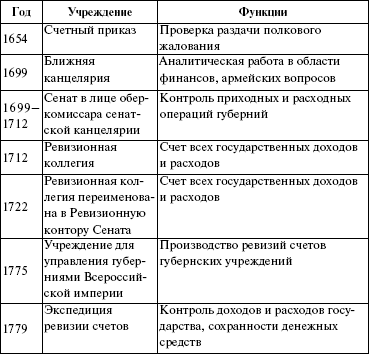 Год Учреждение Функции
1654 Счетный приказ Проверка раздачи полкового
жалования
1699 Ближняя Аналитическая работа в области
канцелярия финансов, армейских вопросов
1699– Сенат в лице обер- Контроль приходных и расходных
1712 комиссара сенат- операций губерний
ской канцелярии
1712 Ревизионная Счет всех государственных доходов
коллегия и расходов
1722 Ревизионная кол- Счет всех государственных доходов
легия переименова- и расходов
на в Ревизионную
контору Сената
1775 Учреждение для Производство ревизий счетов
управления губер- губернских учреждений
ниями Всероссий-
ской империи
1779 Экспедиция Контроль доходов и расходов госу-
ревизии счетов дарства, сохранности денежных
средств